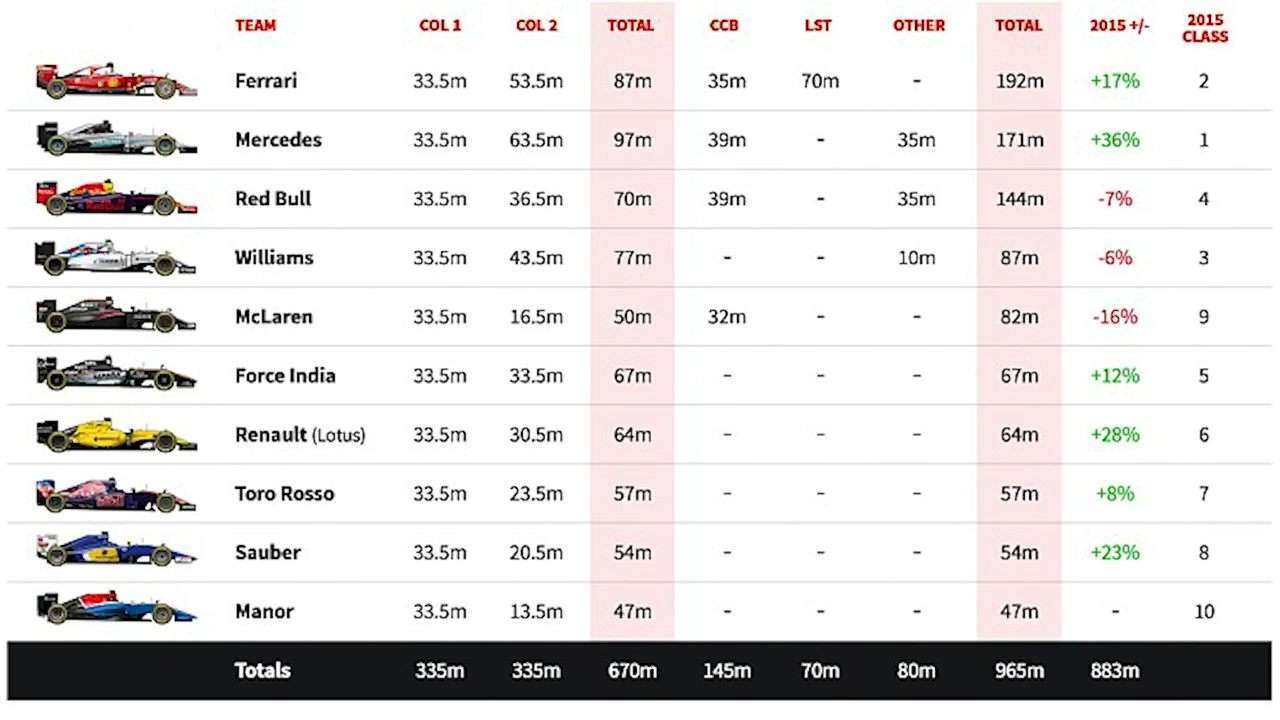 TEAM COL 1 COL 2 TOTAL CCB LST OTHER TOTAL 2015 +/- 2015 CLASS
Ferrari 33.5m 53.5m 87m 35m 70m – 192m +17% 2
Mercedes 33.5m 63.5m 97m 39m – 35m 171m +36% 1
Red Bull 33.5m 36.5m 70m 39m – 35m 144m -7% 4
Williams 33.5m 43.5m 77m – – 10m 87m -6% 3
McLaren 33.5m 16.5m 50m 32m – – 82m -16% 9
Force India 33.5m 33.5m 67m – – – 67m +12% 5
Renault (Lotus) 33.5m 30.5m 64m – – – 64m +28% 6
Toro Rosso 33.5m 23.5m 57m – – – 57m +8% 7
Sauber 33.5m 20.5m 54m – – – 54m +23% 8
Manor 33.5m 13.5m 47m – – – 47m – 10
Totals 335m 335m 670m 145m 70m 80m 965m 883m